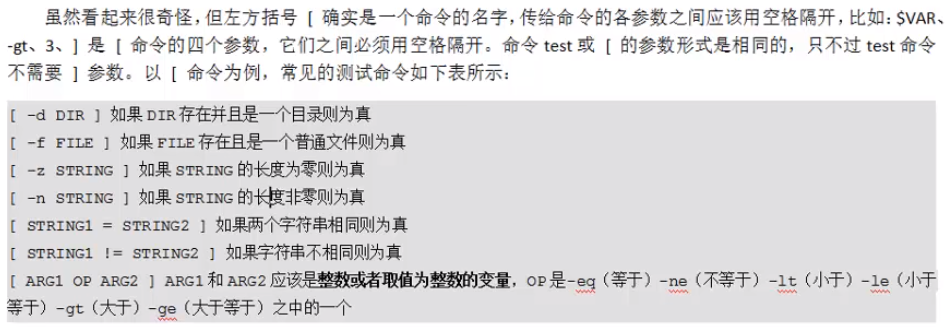 虽然看起来很奇怪，但左方括号 [ 确实是一个命令的名字，传给命令的各参数之间应该用空格隔开，比如：$VAR、
-gt、3、] 是 [ 命令的四个参数，它们之间必须用空格隔开。命令 test 或 [ 的参数形式是相同的，只不过 test 命令
不需要 ] 参数。以 [ 命令为例，常见的测试命令如下表所示：
[ -d DIR ] 如果 DIR 存在并且是一个目录则为真
[ -f FILE ] 如果 FILE 存在且是一个普通文件则为真
[ -z STRING ] 如果 STRING 的长度为零则为真
[ -n STRING ] 如果 STRING 的长度非零则为真
[ STRING1 = STRING2 ] 如果两个字符串相同则为真
[ STRING1 != STRING2 ] 如果字符串不相同则为真
[ ARG1 OP ARG2 ] ARG1 和 ARG2 应该是整数或者取值为整数的变量，OP 是-eq（等于）-ne（不等于）-lt（小于）-le（小于
等于）-gt（大于）-ge（大于等于）之中的一个